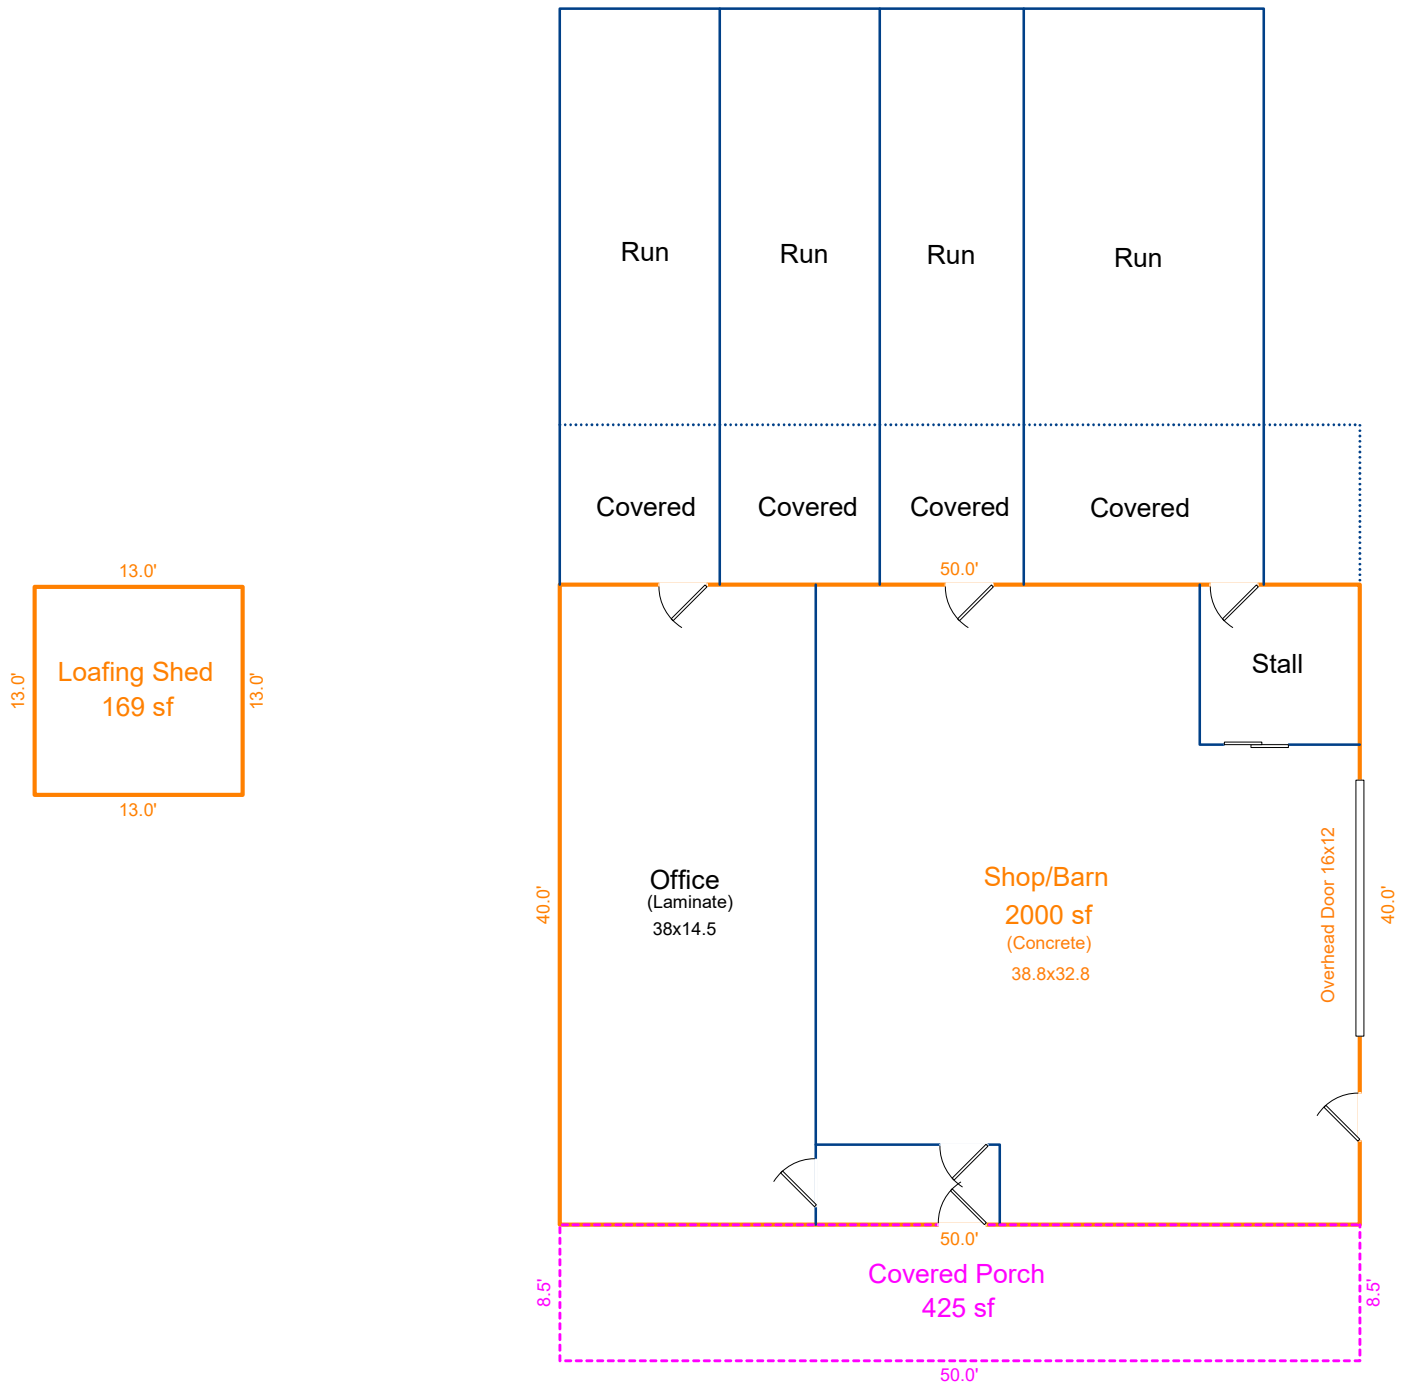 Run
Run
Run
Run
Covered
Covered
Covered
Covered
50.0'
13.0'
13.0'
Loafing Shed
169 sf
13.0'
13.0'
Stall
Office
(Laminate)
38x14.5
40.0'
Shop/Barn
2000 sf
(Concrete)
38.8x32.8
Overhead Door 16x12
40.0'
50.0'
8.5'
Covered Porch
425 sf
8.5'
50.0'